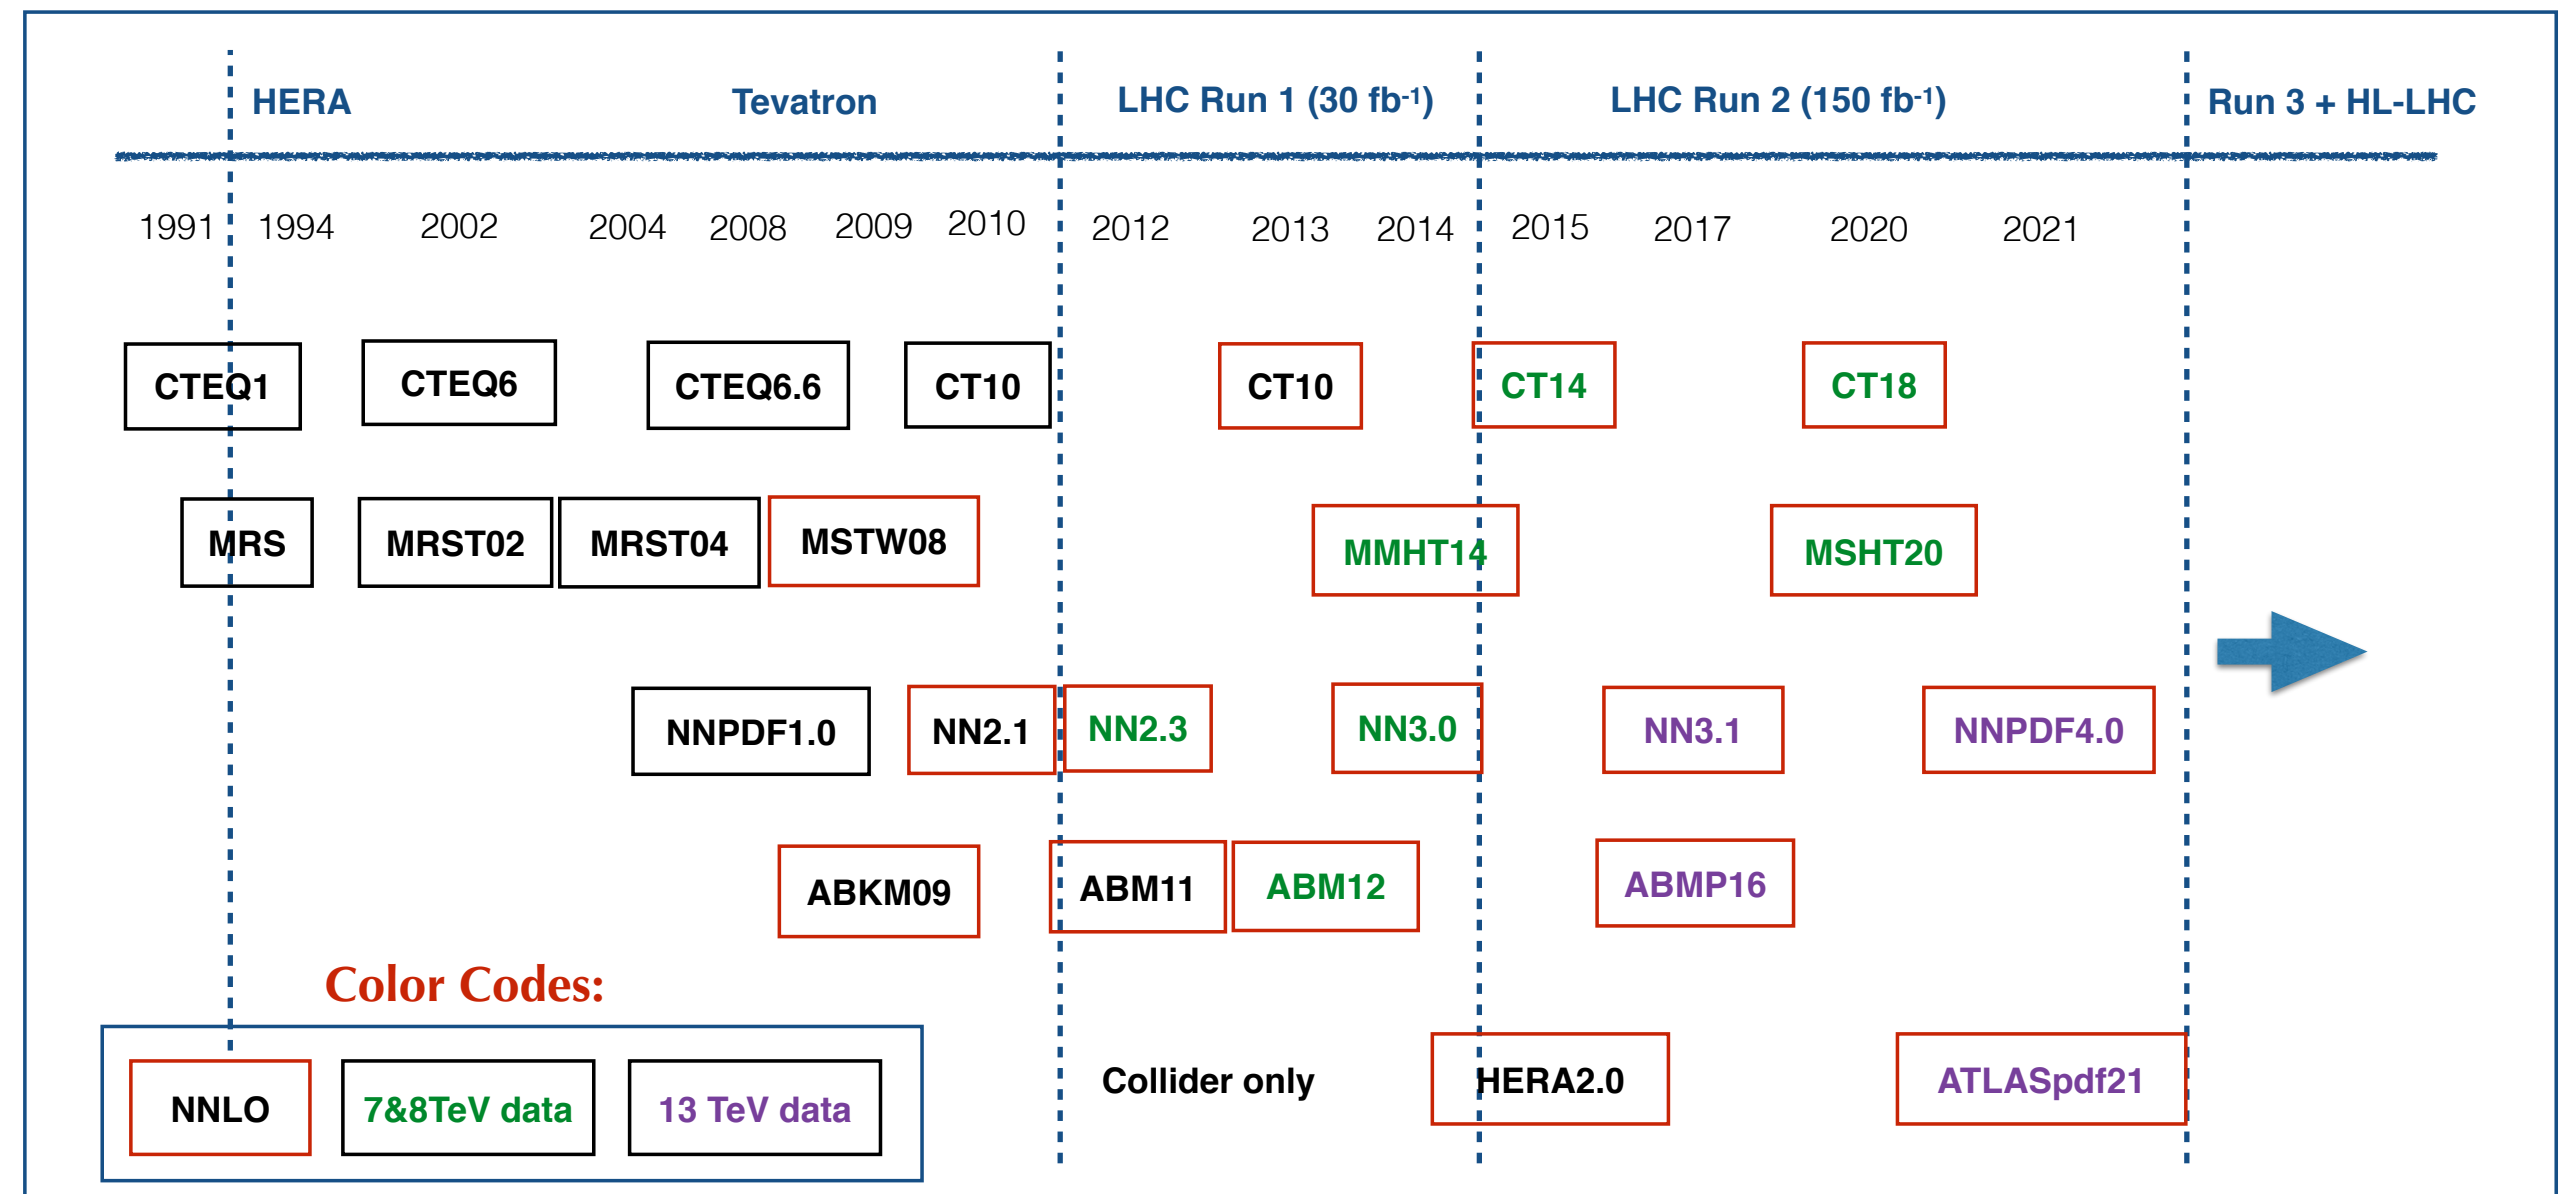 HERA Tevatron LHC Run 1 (30 fb-1) LHC Run 2 (150 fb-1) Run 3 + HL-LHC
1991 1994 2002 2004 2008 2009 2010 2012 2013 2014 2015 2017 2020 2021
CTEQ1 CTEQ6 CTEQ6.6 CT10 CT10 CT14 CT18
MRS MRST02 MRST04 MSTW08 MMHT14 MSHT20
NNPDF1.0 NN2.1 NN2.3 NN3.0 NN3.1 NNPDF4.0
ABKM09 ABM11 ABM12 ABMP16
Color Codes:
NNLO 7&8TeV data 13 TeV data
Collider only HERA2.0 ATLASpdf21